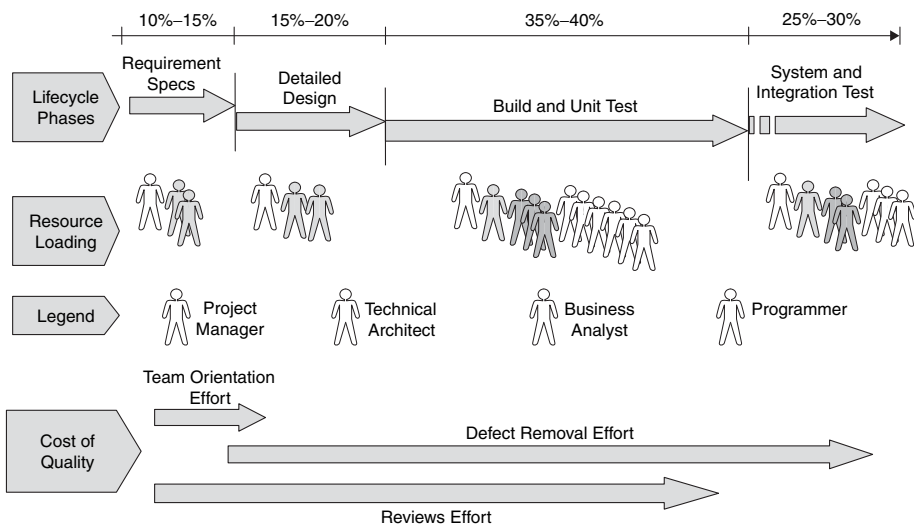 10%–15%
15%–20%
35%–40%
25%–30%
Lifecycle
Phases
Requirement
Specs
Detailed
Design
Build and Unit Test
System and
Integration Test
Resource
Loading
Legend
Project
Manager
Technical
Architect
Business
Analyst
Programmer
Cost of
Quality
Team Orientation
Effort
Defect Removal Effort
Reviews Effort